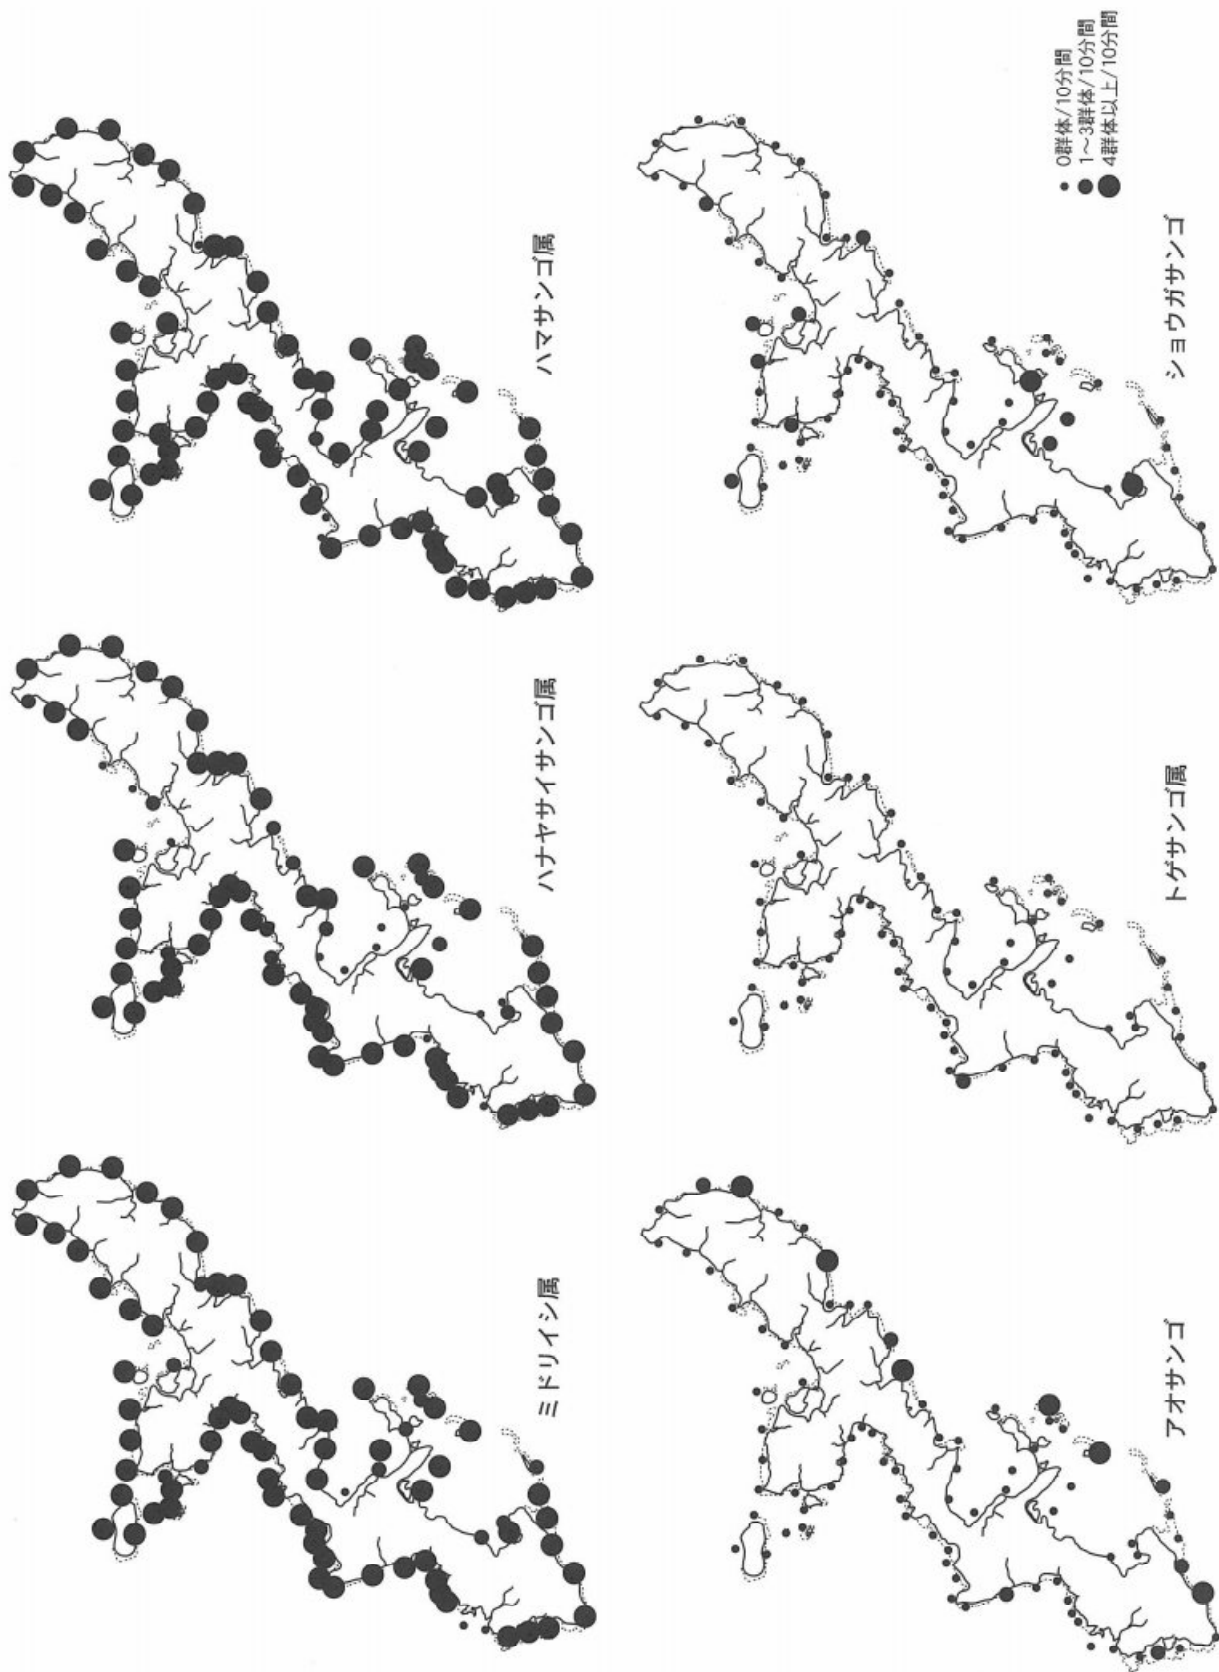 ミドリイシ属
ハナヤサイサンゴ属
ハマサンゴ属
アオサンゴ
トゲサンゴ属
ショウガサンゴ
0群体/10分間
1〜3群体/10分間
4群体以上/10分間